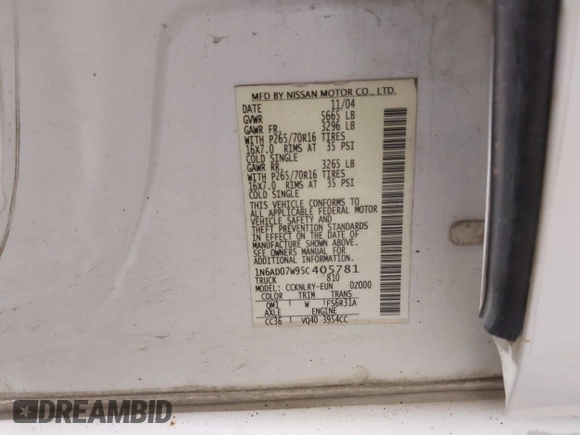 MFD BY NISSAN MOTOR CO., LTD.
DATE 11/04
GVWR 5665 LB
GAWR FR. 3296 LB
WITH P265/70R16 TIRES
16X7.0 RIMS AT 35 PSI
COLD SINGLE
GAWR RR. 3265 LB
WITH P265/70R16 TIRES
16X7.0 RIMS AT 35 PSI
COLD SINGLE
THIS VEHICLE CONFORMS TO
ALL APPLICABLE FEDERAL MOTOR
VEHICLE SAFETY AND
THEFT PREVENTION STANDARDS
IN EFFECT ON THE DATE OF
MANUFACTURE SHOWN ABOVE.
SEE OWNERS MANUAL FOR
ADDITIONAL INFORMATION.
1N6AD07W95C405781
TRUCK 810
MODEL: CCKNLRY-EUN 02000
COLOR TRIM TRANS
QM1 W FS6R31A
AXLE ENGINE
CC36 VQ40 3954CC
DREAMBID